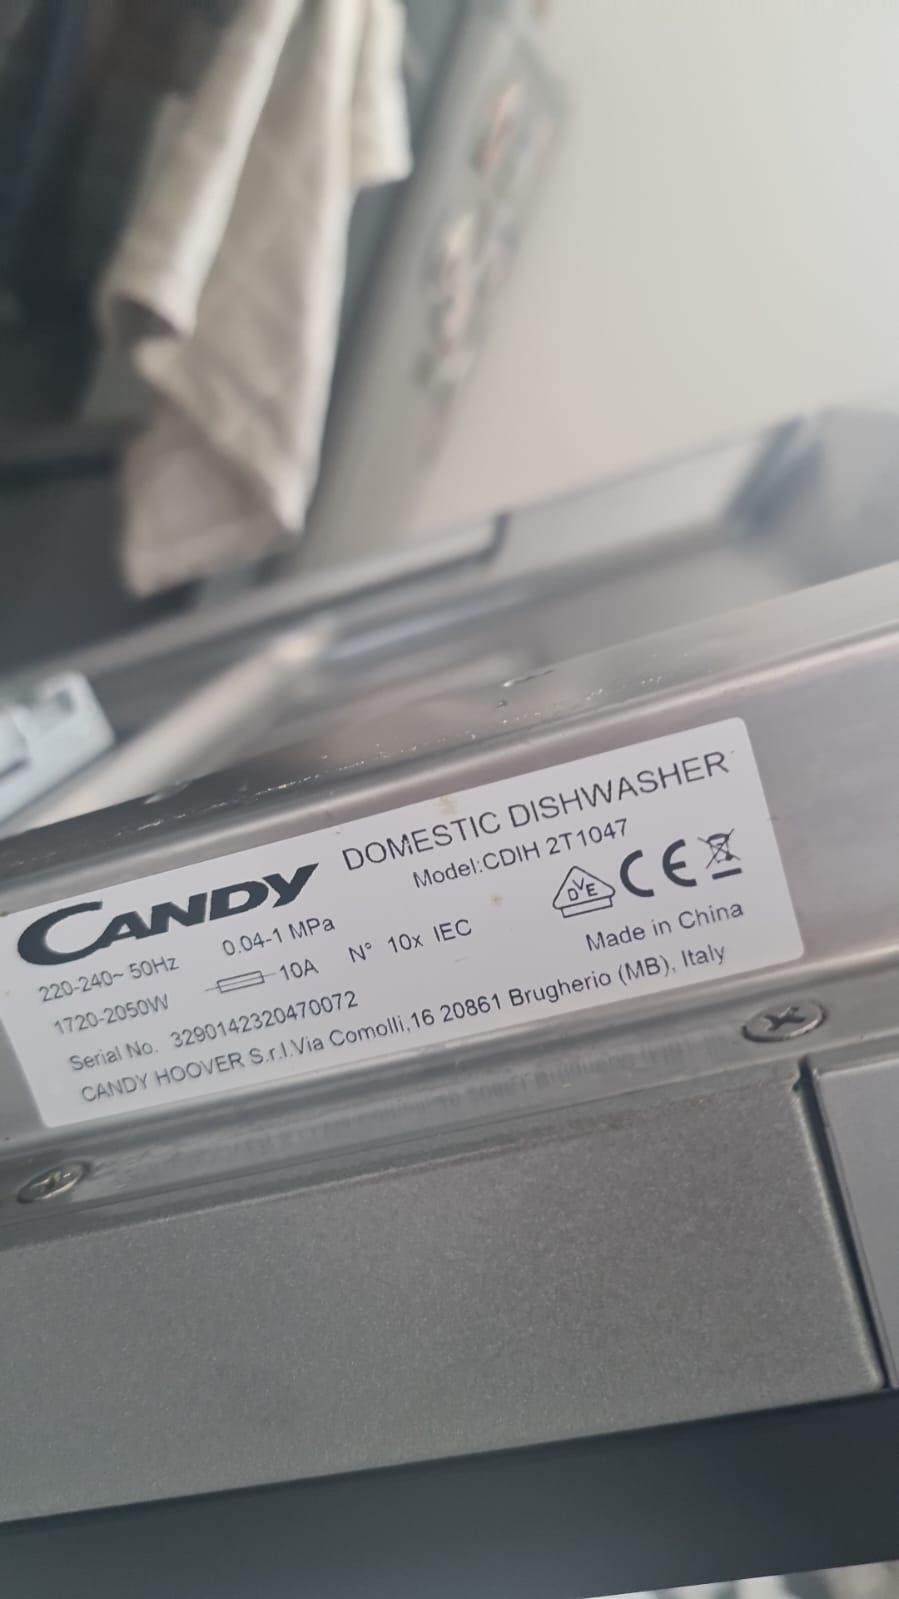 CANDY DOMESTIC DISHWASHER
Model:CDIH 2T1047
220-240~ 50Hz 0.04-1 MPa
1720-2050W 10A N° 10x IEC
DVE CE
Made in China
Serial No. 3290142320470072
CANDY HOOVER S.r.l.Via Comolli,16 20861 Brugherio (MB), Italy